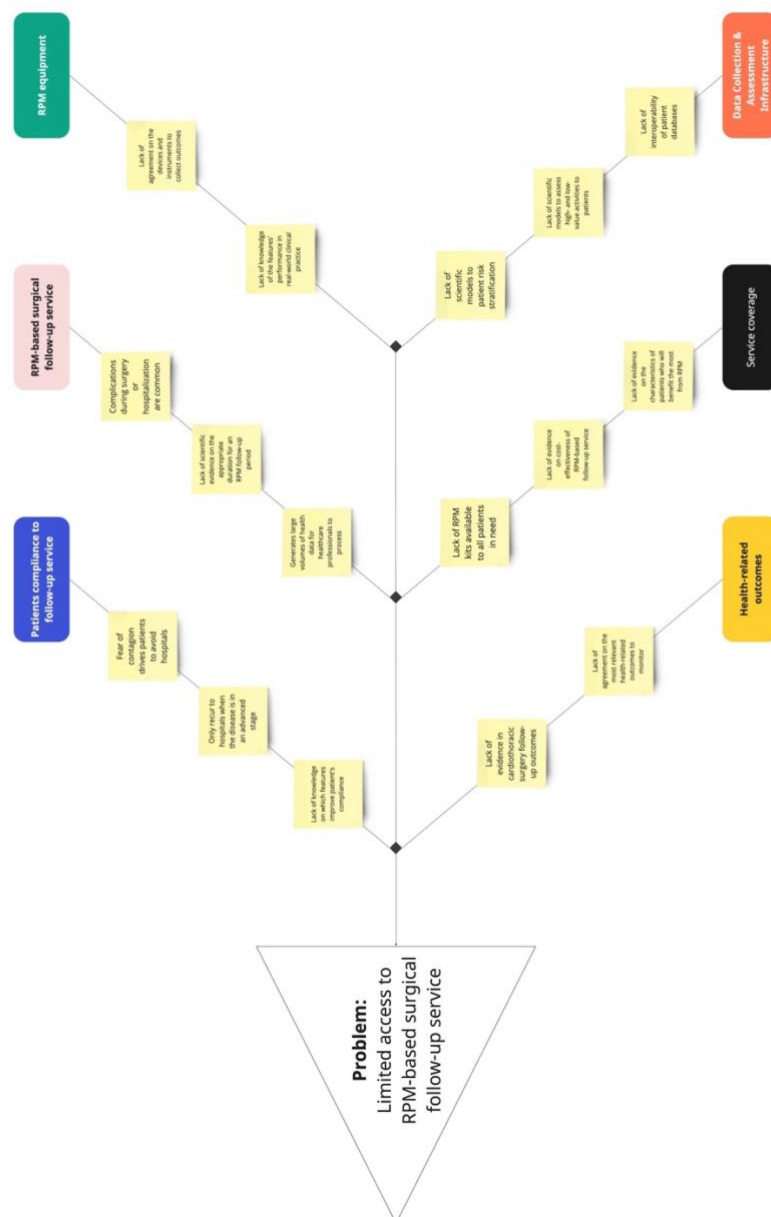 RPM equipment
Lack of
agreement on the
devices and
instruments to
collect outcomes
Lack of knowledge
of the features'
performance in
real-world clinical
practice
RPM-based surgical
follow-up service
Complications
during surgery
or
hospitalization
are common
Lack of scientific
evidence on the
appropriate
duration for an
RPM follow-up
period
Generates large
volumes of health
data for
healthcare
professionals to
process
Patients compliance to
follow-up service
Fear of
contagion
drives patients
to avoid
hospitals
Only recur to
hospitals when
the disease is in
an advanced
stage
Lack of knowledge
on which features
improve patient's
compliance
Data Collection &
Assessment
Infrastructure
Lack of
interoperability
of patient
databases
Lack of scientific
models to assess
high- and low-
value activities to
patients
Lack of
scientific
models to
patient risk
stratification
Service coverage
Lack of evidence
on the
characteristics of
patients who will
benefit the most
from RPM
Lack of evidence
on cost-
effectiveness of
RPM-based
follow-up service
Lack of RPM
kits available
to all patients
in need
Health-related
outcomes
Lack of
agreement on the
most relevant
health-related
outcomes to
monitor
Lack of
evidence in
cardiothoracic
surgery follow-
up outcomes
Problem:
Limited access to
RPM-based surgical
follow-up service